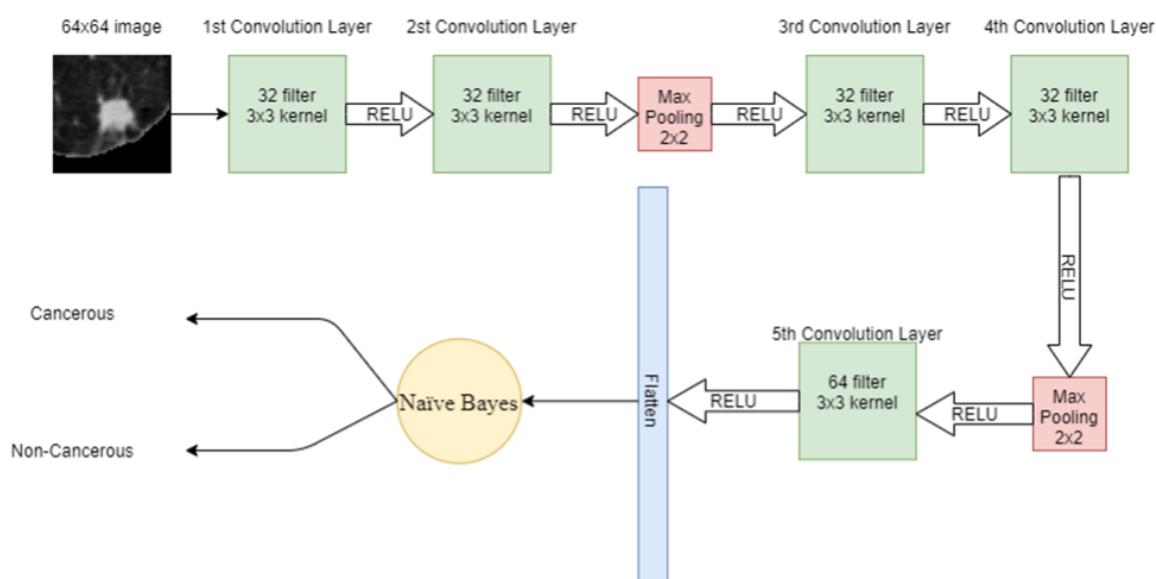 64x64 image
1st Convolution Layer
2st Convolution Layer
3rd Convolution Layer
4th Convolution Layer
32 filter
3x3 kernel
RELU
32 filter
3x3 kernel
RELU
Max
Pooling
2x2
RELU
32 filter
3x3 kernel
RELU
32 filter
3x3 kernel
RELU
Max
Pooling
2x2
RELU
5th Convolution Layer
64 filter
3x3 kernel
RELU
Flatten
Naïve Bayes
Cancerous
Non-Cancerous